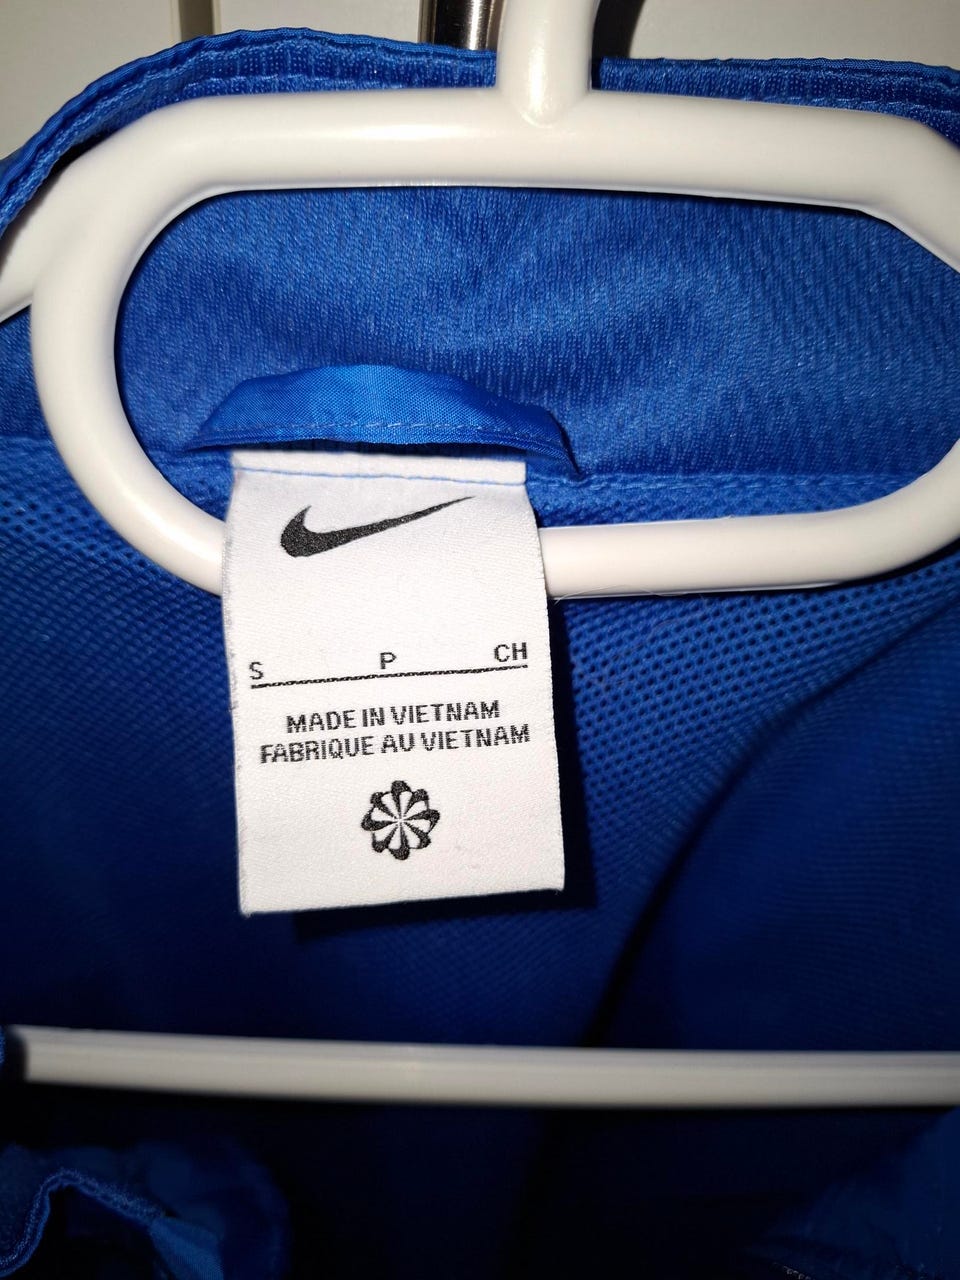 S P CH
MADE IN VIETNAM
FABRIQUE AU VIETNAM